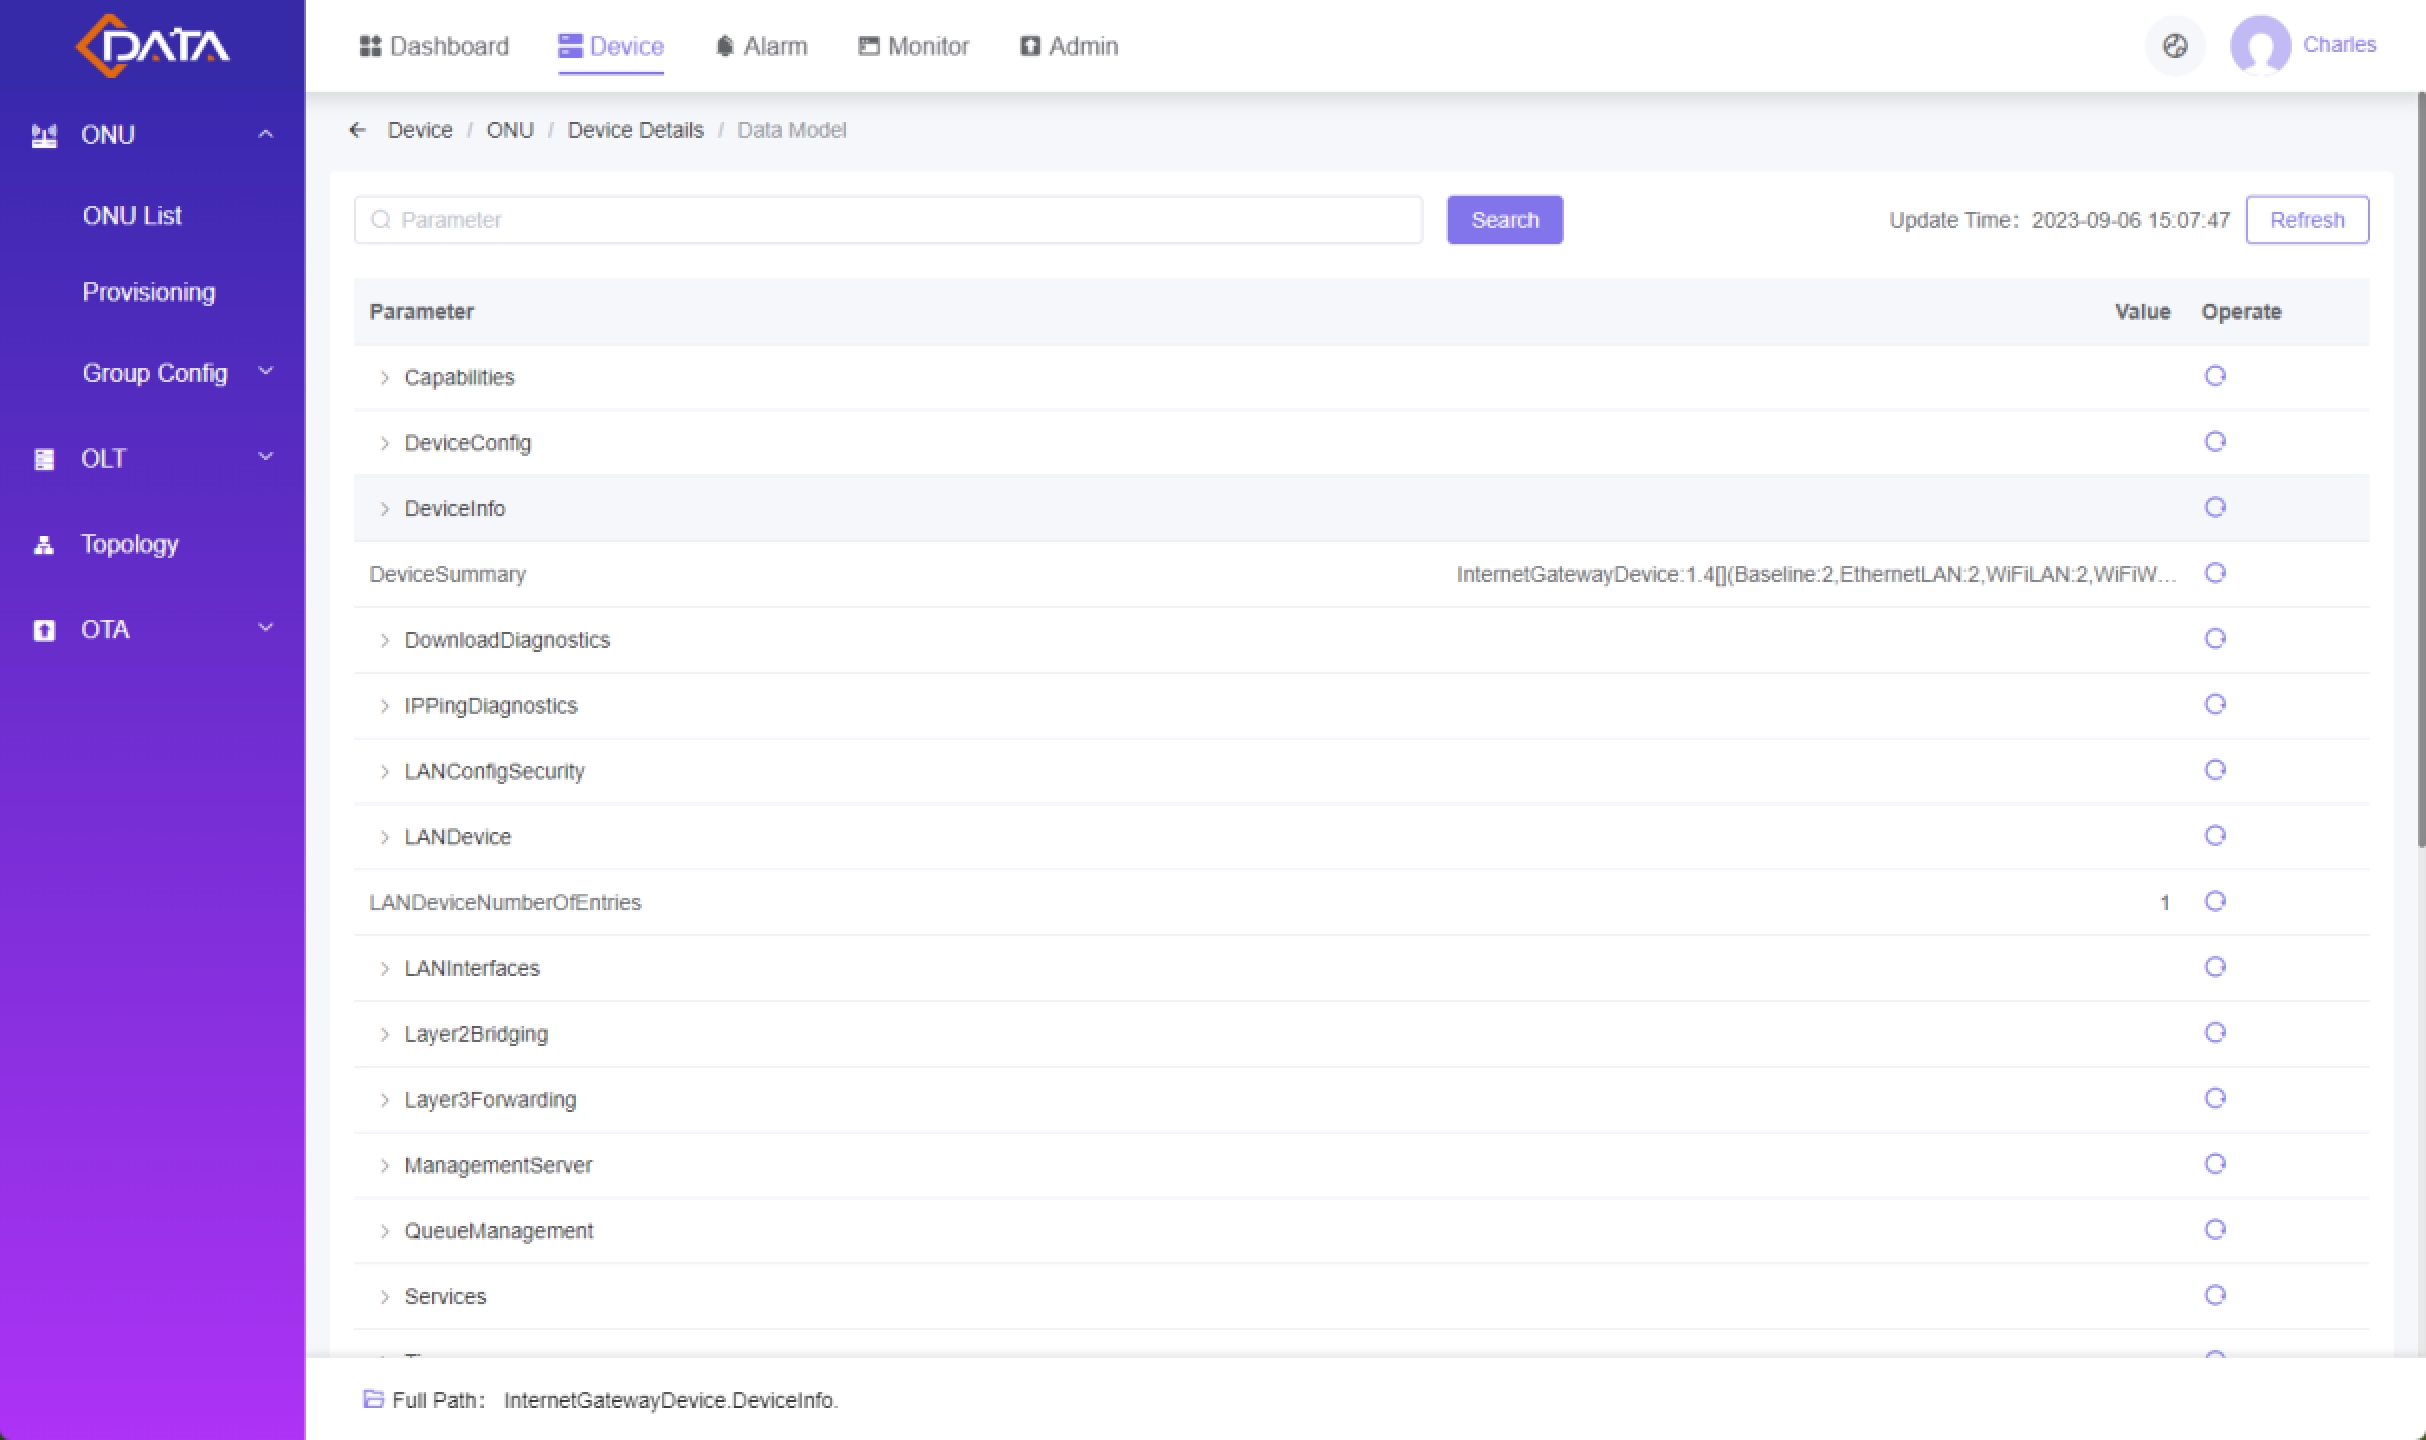 DATA
Dashboard
Device
Alarm
Monitor
Admin
Charles
ONU
ONU List
Provisioning
Group Config
OLT
Topology
OTA
Device / ONU / Device Details / Data Model
Parameter
Search
Update Time: 2023-09-06 15:07:47
Refresh
Parameter Value Operate
Capabilities
DeviceConfig
DeviceInfo
DeviceSummary InternetGatewayDevice:1.4[](Baseline:2,EthernetLAN:2,WiFiLAN:2,WiFiW...
DownloadDiagnostics
IPPingDiagnostics
LANConfigSecurity
LANDevice
LANDeviceNumberOfEntries 1
LANInterfaces
Layer2Bridging
Layer3Forwarding
ManagementServer
QueueManagement
Services
Full Path: InternetGatewayDevice.DeviceInfo.